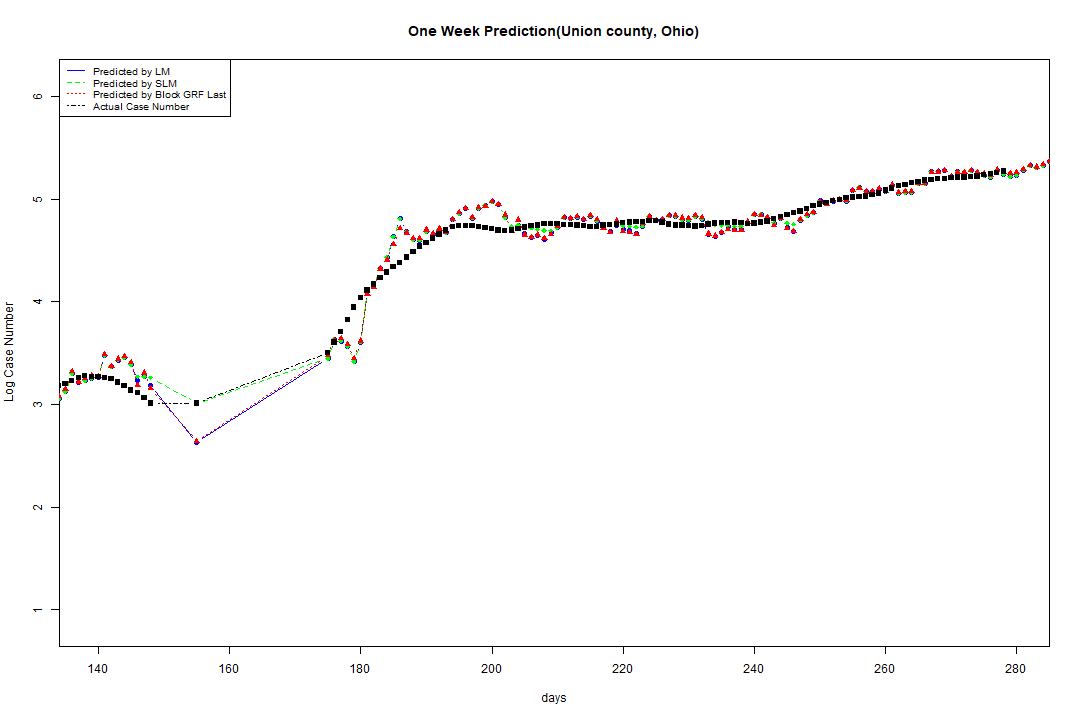 One Week Prediction(Union county, Ohio)
Predicted by LM
Predicted by SLM
Predicted by Block GRF Last
Actual Case Number
Log Case Number
6
5
4
3
2
1
140 160 180 200 220 240 260 280
days